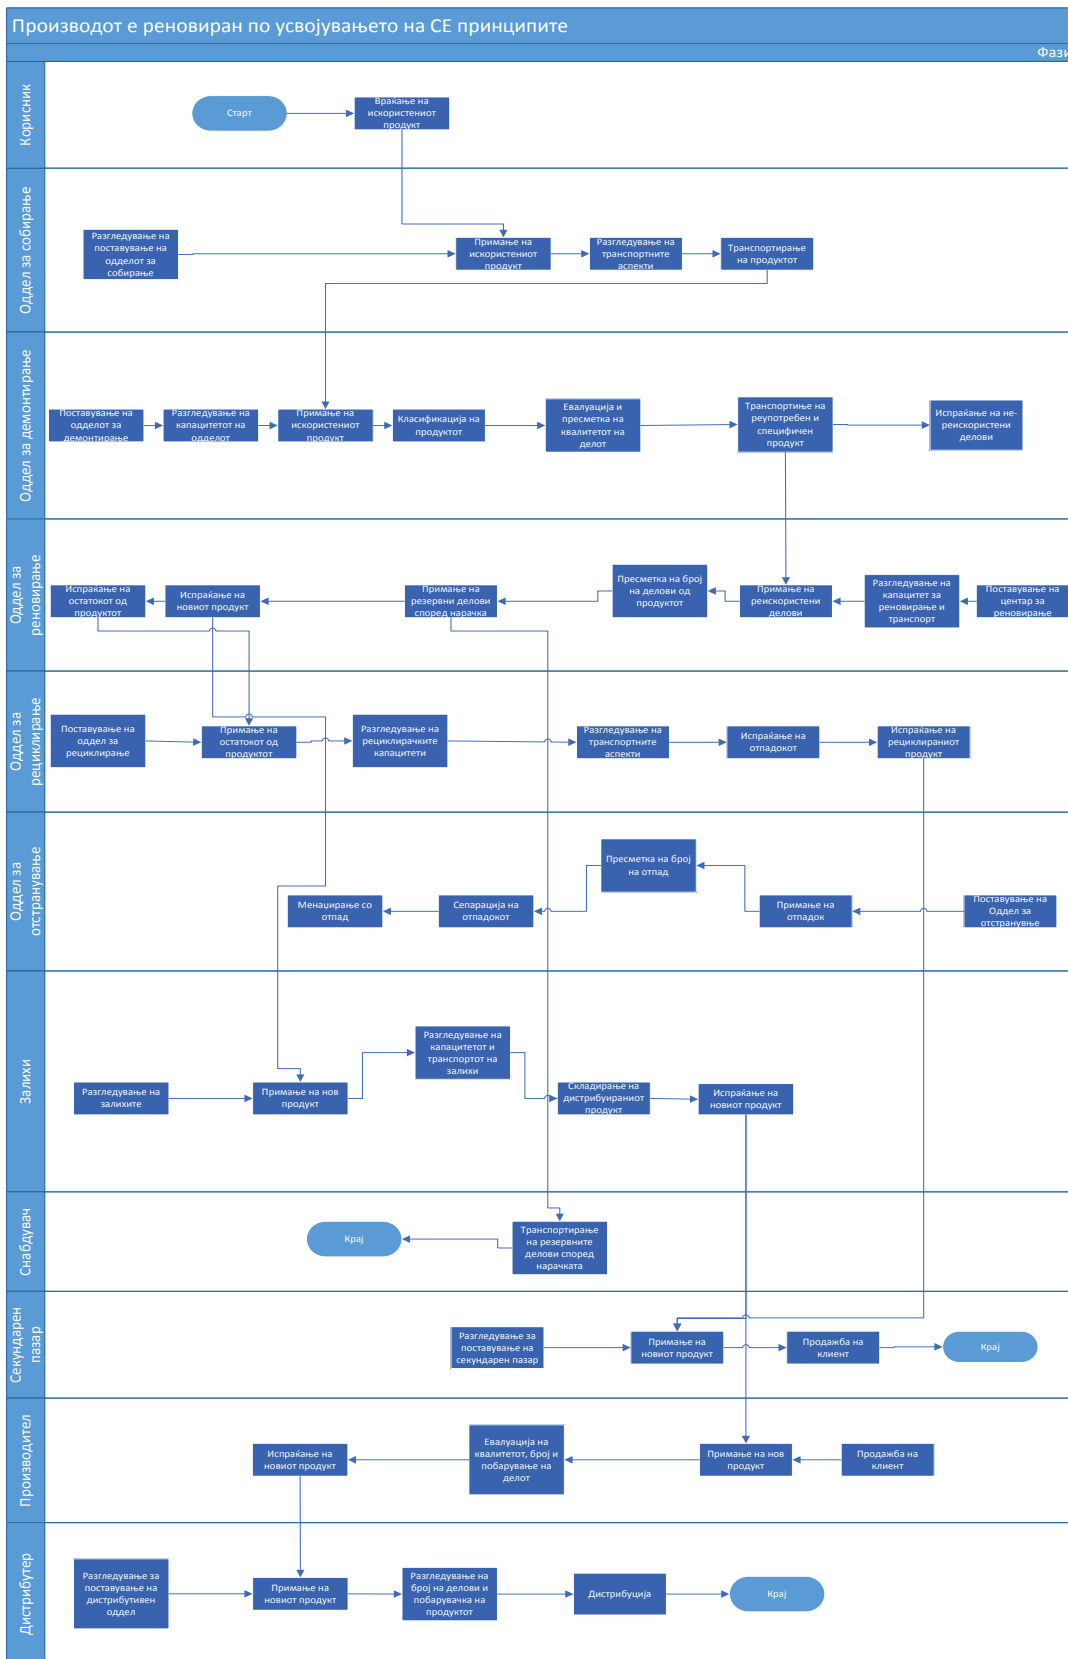 Производот е реновиран по усвојувањето на СЕ принципите
Фази
Корисник
Старт
Враќање на
искористениот
продукт
Оддел за собирање
Разгледување на
поставување на
одделот за
собирање
Примање на
искористениот
продукт
Разгледување на
транспортните
аспекти
Транспортирање
на продуктот
Оддел за демонтирање
Поставување на
одделот за
демонтирање
Разгледување на
капацитетот на
одделот
Примање на
искористениот
продукт
Класификација на
продуктот
Евалуација и
пресметка на
квалитетот на
делот
Транспортиње на
реупотребен и
специфичен
продукт
Испраќање на не-
реискористени
делови
Оддел за
реновирање
Испраќање на
остатокот од
продуктот
Испраќање на
новиот продукт
Примање на
резервни делови
според нарачка
Пресметка на број
на делови од
продуктот
Примање на
реискористени
делови
Разгледување на
капацитет за
реновирање и
транспорт
Поставување на
центар за
реновирање
Оддел за
рециклирање
Поставување на
оддел за
рециклирање
Примање на
остатокот од
продуктот
Разгледување на
рециклирачките
капацитети
Разгледување на
транспортните
аспекти
Испраќање на
отпадокот
Испраќање на
рециклираниот
продукт
Оддел за
отстранување
Менаџирање со
отпад
Сепарација на
отпадокот
Пресметка на број
на отпад
Примање на
отпадок
Поставување на
Оддел за
отстранувње
Залихи
Разгледување на
залихите
Примање на нов
продукт
Разгледување на
капацитетот и
транспортот на
залихи
Складирање на
дистрибуираниот
продукт
Испраќање на
новиот продукт
Снабдувач
Крај
Транспортирање
на резервните
делови според
нарачката
Секундарен
пазар
Разгледување за
поставување на
секундарен пазар
Примање на
новиот продукт
Продажба на
клиент
Крај
Производител
Испраќање на
новиот продукт
Евалуација на
квалитетот, број и
побарување на
делот
Примање на нов
продукт
Продажба на
клиент
Дистрибутер
Разгледување за
поставување на
дистрибутивен
оддел
Примање на
новиот продукт
Разгледување на
број на делови и
побарувачка на
продуктот
Дистрибуција
Крај